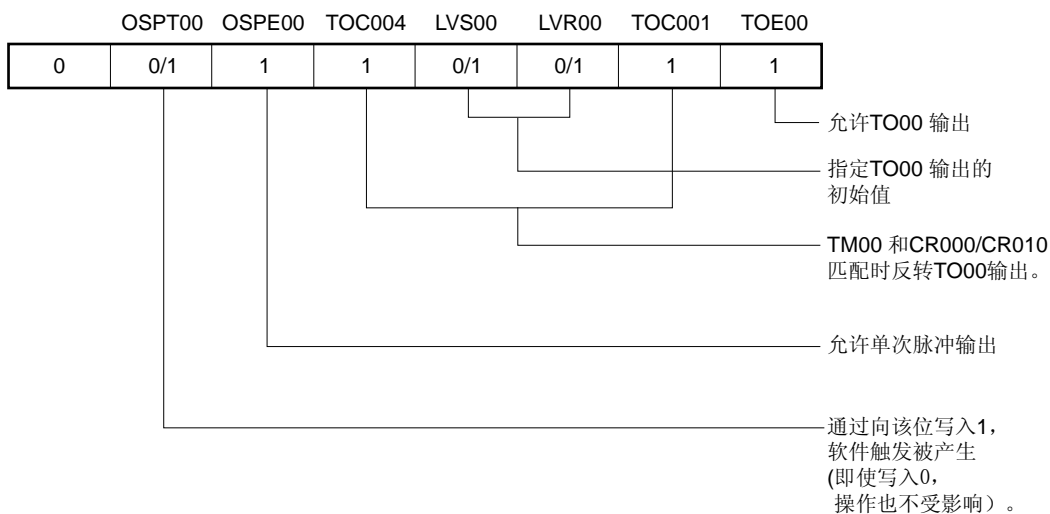 OSPT00 OSPE00 TOC004 LVS00 LVR00 TOC001 TOE00
0 0/1 1 1 0/1 0/1 1 1
允许TO00 输出
指定TO00 输出的
初始值
TM00 和CR000/CR010
匹配时反转TO00输出。
允许单次脉冲输出
通过向该位写入1，
软件触发被产生
(即使写入0，
操作也不受影响）。